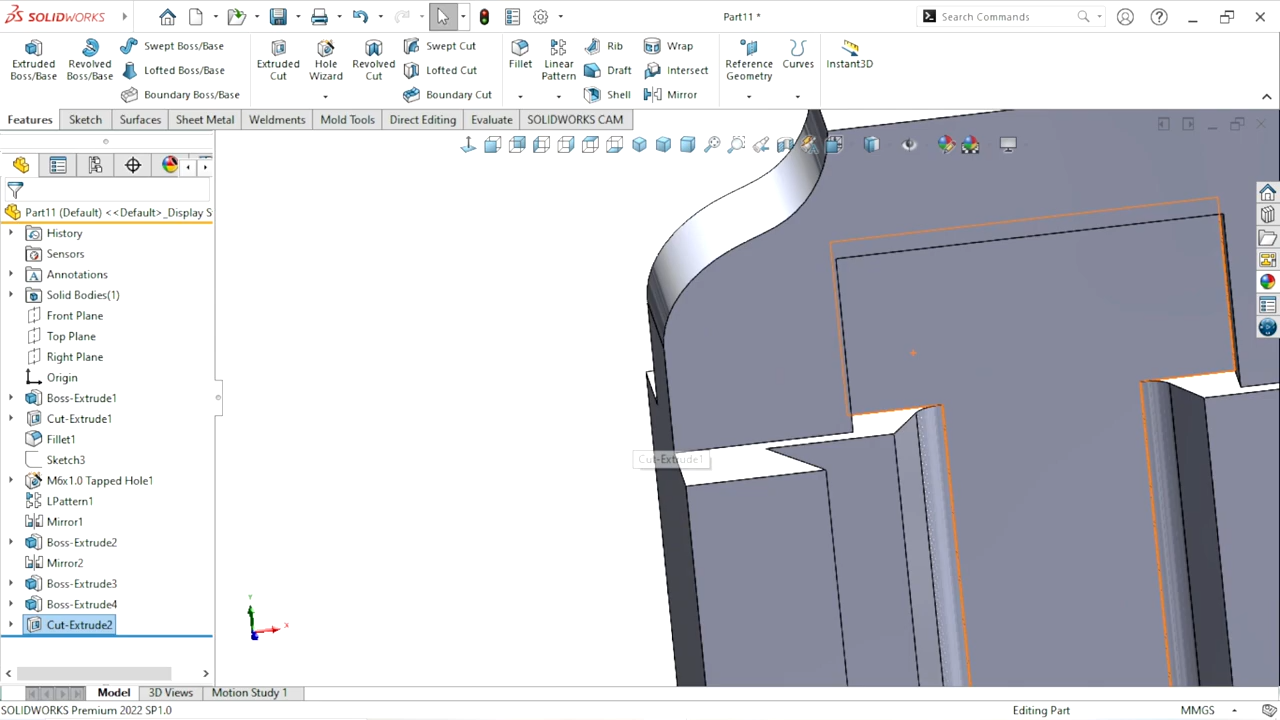 SOLIDWORKS
Part11 *
Search Commands
Extruded Boss/Base
Revolved Boss/Base
Swept Boss/Base
Lofted Boss/Base
Boundary Boss/Base
Extruded Cut
Hole Wizard
Revolved Cut
Swept Cut
Lofted Cut
Boundary Cut
Fillet
Linear Pattern
Rib
Draft
Shell
Wrap
Intersect
Mirror
Reference Geometry
Curves
Instant3D
Features
Sketch
Surfaces
Sheet Metal
Weldments
Mold Tools
Direct Editing
Evaluate
SOLIDWORKS CAM
Part11 (Default) <<Default>_Display S
History
Sensors
Annotations
Solid Bodies(1)
Front Plane
Top Plane
Right Plane
Origin
Boss-Extrude1
Cut-Extrude1
Fillet1
Sketch3
M6x1.0 Tapped Hole1
LPattern1
Mirror1
Boss-Extrude2
Mirror2
Boss-Extrude3
Boss-Extrude4
Cut-Extrude2
Cut-Extrude1
Y
X
Model
3D Views
Motion Study 1
SOLIDWORKS Premium 2022 SP1.0
Editing Part
MMGS